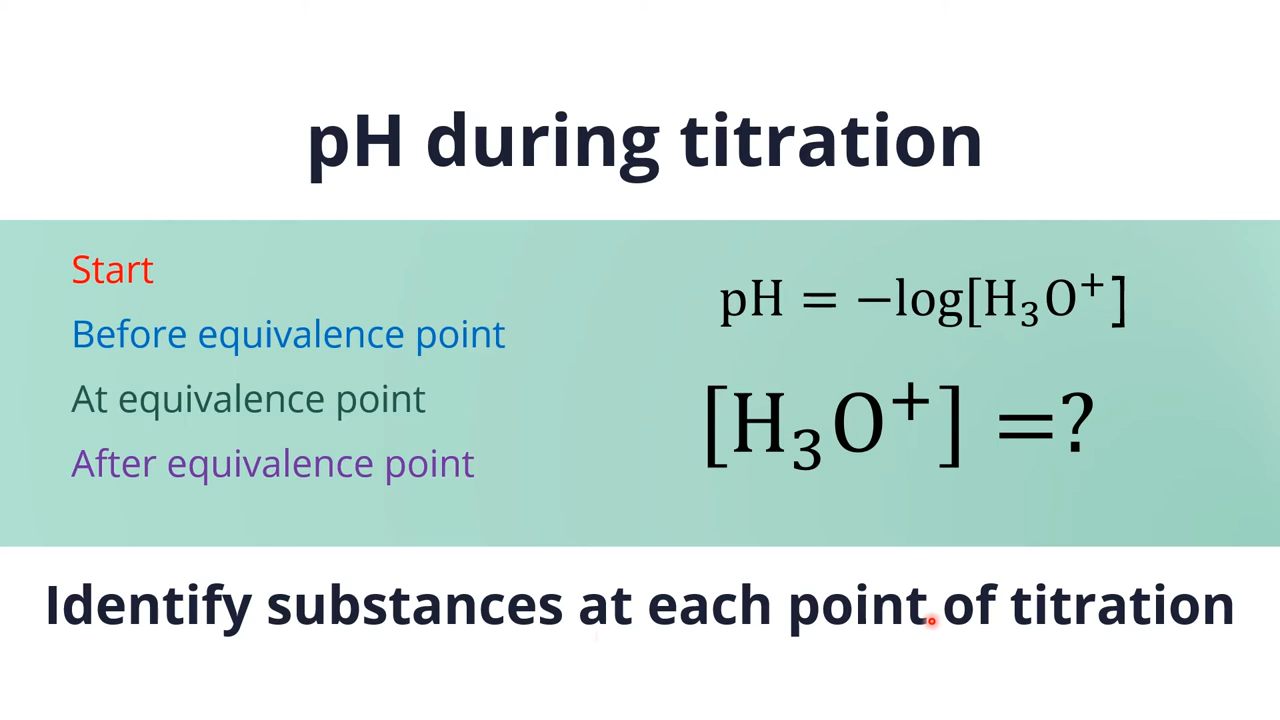 pH during titration
Start
Before equivalence point
At equivalence point
After equivalence point
pH = −log[H₃O⁺]
[H₃O⁺] =?
Identify substances at each point of titration